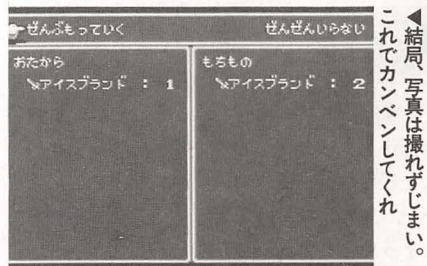 ◀結局、写真は撮れずじまい。
これでカンベンしてくれ
ぜんぶもっていく ぜんぜんいらない
おたから
アイスブランド : 1
もちもの
アイスブランド : 2